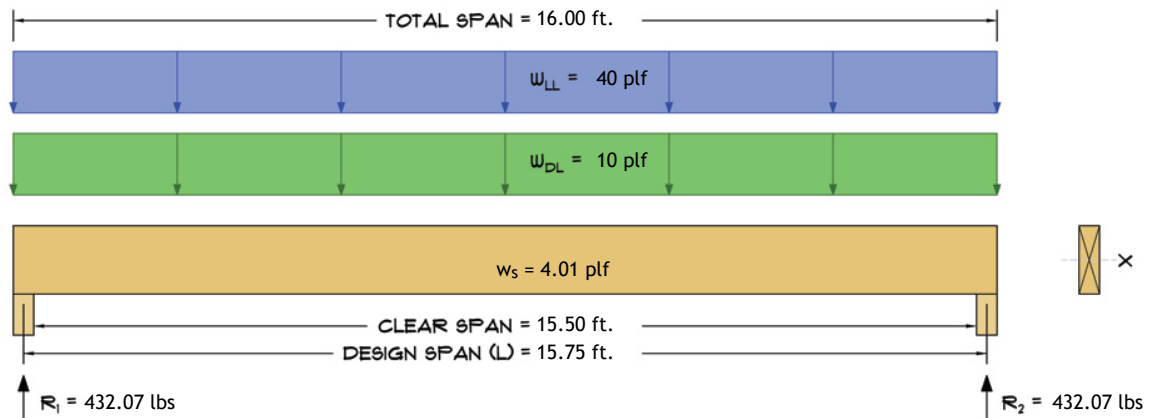 TOTAL SPAN = 16.00 ft.
W_LL = 40 plf
W_DL = 10 plf
w_s = 4.01 plf
X
CLEAR SPAN = 15.50 ft.
DESIGN SPAN (L) = 15.75 ft.
R_1 = 432.07 lbs
R_2 = 432.07 lbs